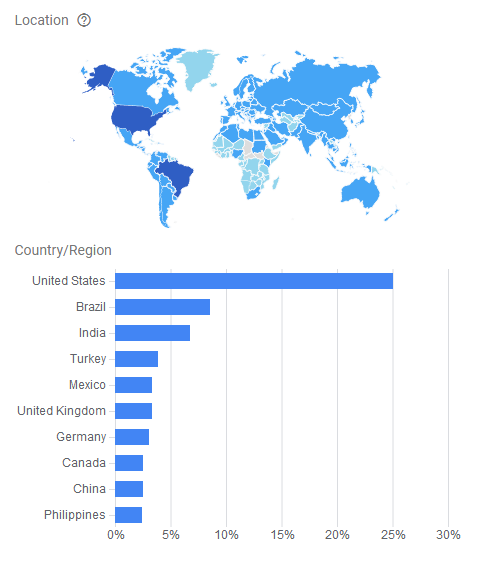 Location ?
Country/Region
United States
Brazil
India
Turkey
Mexico
United Kingdom
Germany
Canada
China
Philippines
0% 5% 10% 15% 20% 25% 30%